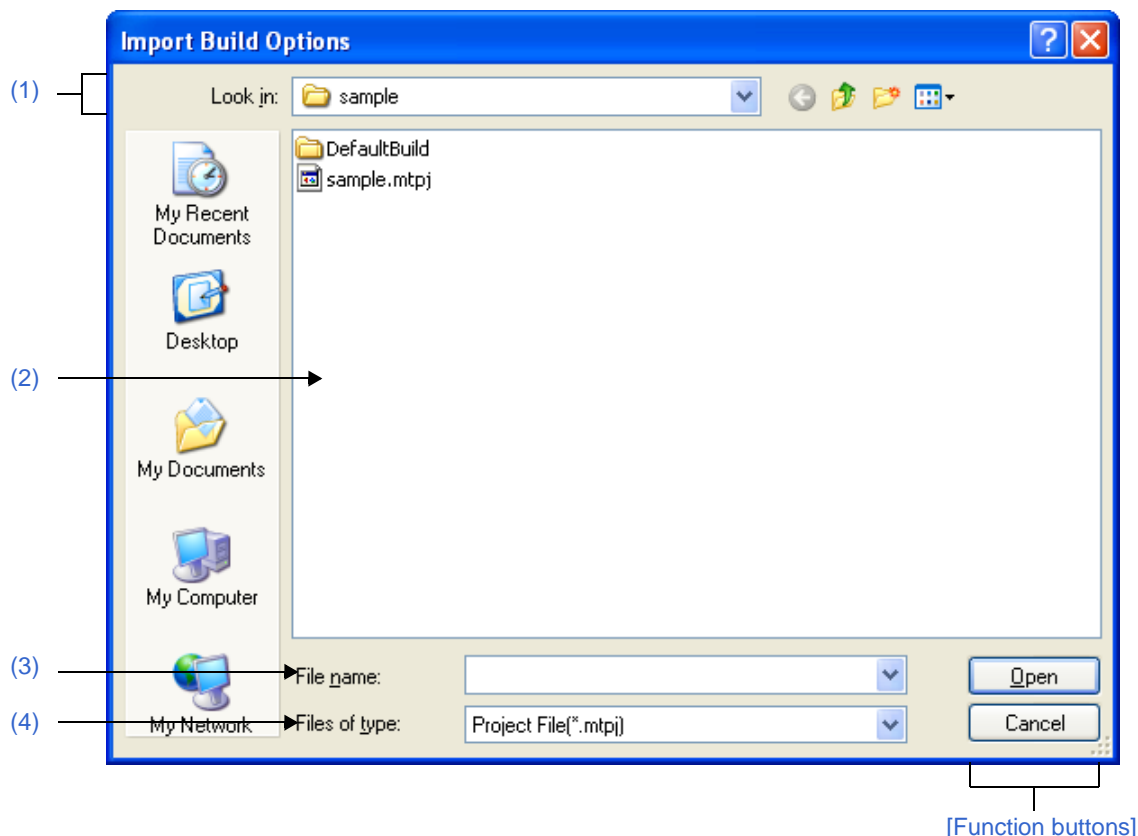 Import Build Options
(1)
Look in:
sample
DefaultBuild
sample.mtpj
My Recent
Documents
Desktop
(2)
My Documents
My Computer
(3)
File name:
Open
(4)
My Network
Files of type:
Project File(*.mtpj)
Cancel
[Function buttons]